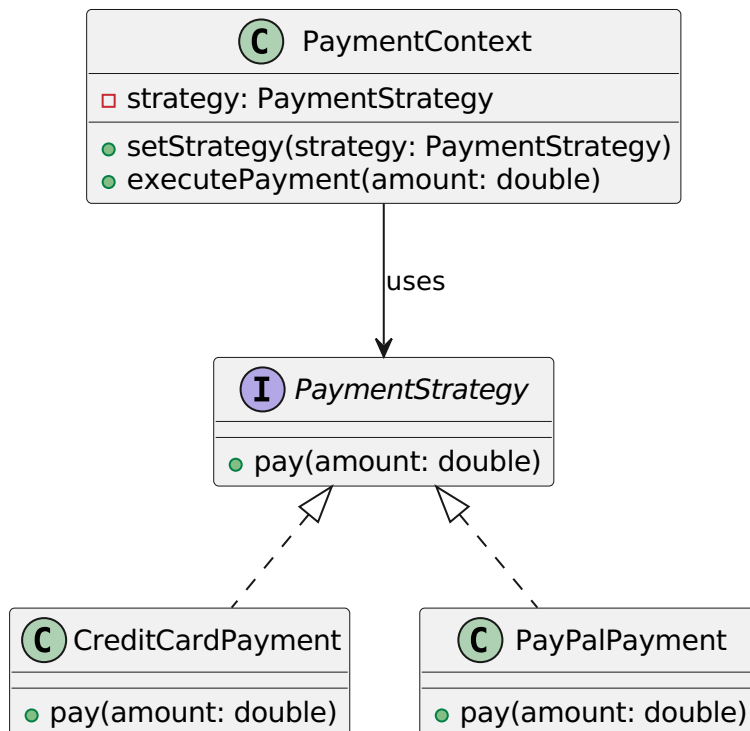 C PaymentContext
strategy: PaymentStrategy
setStrategy(strategy: PaymentStrategy)
executePayment(amount: double)
uses
I PaymentStrategy
pay(amount: double)
C CreditCardPayment
pay(amount: double)
C PayPalPayment
pay(amount: double)